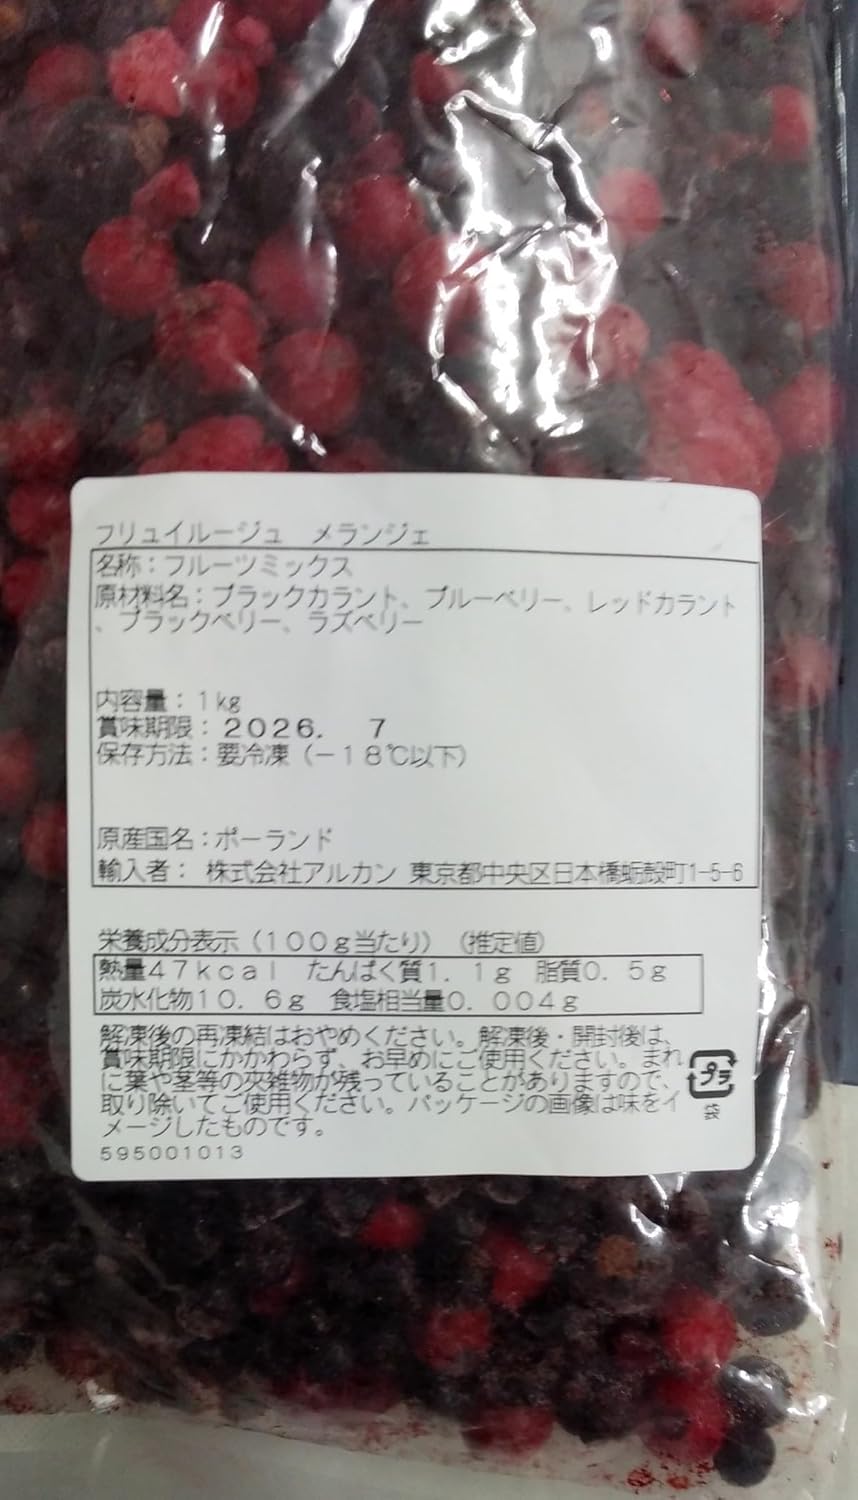 フリュイルージュ　メランジェ
名称：フルーツミックス
原材料名：ブラックカラント、ブルーベリー、レッドカラント
、ブラックベリー、ラズベリー
内容量：１kg
賞味期限：２０２６．　７
保存方法：要冷凍（－１８℃以下）
原産国名：ポーランド
輸入者：　株式会社アルカン 東京都中央区日本橋蛎殻町1-5-6
栄養成分表示（１００ｇ当たり）（推定値）
熱量４７ｋｃａｌ　たんぱく質１．１ｇ　脂質０．５ｇ
炭水化物１０．６ｇ　食塩相当量０．００４ｇ
解凍後の再凍結はおやめください。解凍後・開封後は、
賞味期限にかかわらず、お早めにご使用ください。まれ
に葉や茎等の夾雑物が残っていることがありますので、
取り除いてご使用ください。パッケージの画像は味をイ
メージしたものです。
プラ
袋
595001013